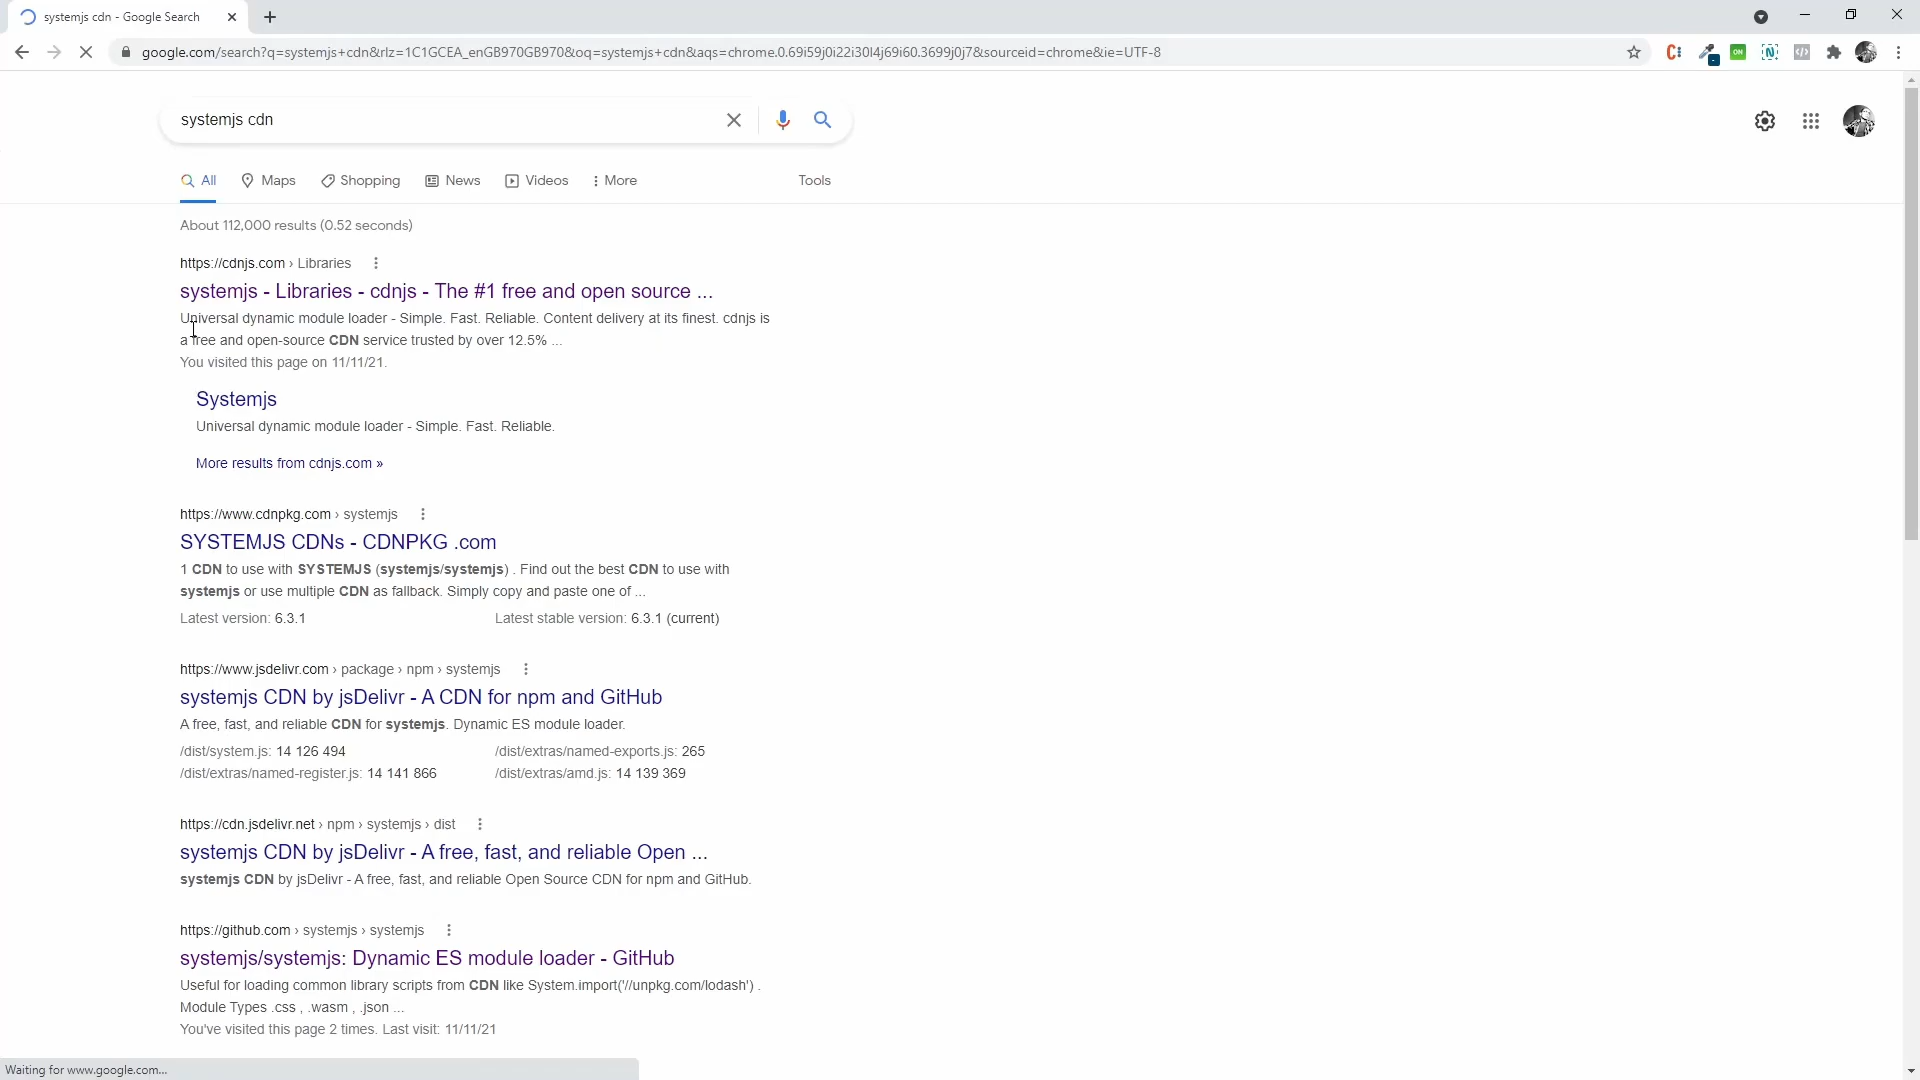 systemjs cdn - Google Search
google.com/search?q=systemjs+cdn&rlz=1C1GCEA_enGB970GB970&oq=systemjs+cdn&aqs=chrome.0.69i59j0i22i30l4j69i60.3699j0j7&sourceid=chrome&ie=UTF-8
systemjs cdn
All Maps Shopping News Videos More Tools
About 112,000 results (0.52 seconds)
https://cdnjs.com › Libraries
systemjs - Libraries - cdnjs - The #1 free and open source ...
Universal dynamic module loader - Simple. Fast. Reliable. Content delivery at its finest. cdnjs is
a free and open-source CDN service trusted by over 12.5% ...
You visited this page on 11/11/21.
Systemjs
Universal dynamic module loader - Simple. Fast. Reliable.
More results from cdnjs.com »
https://www.cdnpkg.com › systemjs
SYSTEMJS CDNs - CDNPKG .com
1 CDN to use with SYSTEMJS (systemjs/systemjs) . Find out the best CDN to use with
systemjs or use multiple CDN as fallback. Simply copy and paste one of ...
Latest version: 6.3.1 Latest stable version: 6.3.1 (current)
https://www.jsdelivr.com › package › npm › systemjs
systemjs CDN by jsDelivr - A CDN for npm and GitHub
A free, fast, and reliable CDN for systemjs. Dynamic ES module loader.
/dist/system.js: 14 126 494 /dist/extras/named-exports.js: 265
/dist/extras/named-register.js: 14 141 866 /dist/extras/amd.js: 14 139 369
https://cdn.jsdelivr.net › npm › systemjs › dist
systemjs CDN by jsDelivr - A free, fast, and reliable Open ...
systemjs CDN by jsDelivr - A free, fast, and reliable Open Source CDN for npm and GitHub.
https://github.com › systemjs › systemjs
systemjs/systemjs: Dynamic ES module loader - GitHub
Useful for loading common library scripts from CDN like System.import('//unpkg.com/lodash') .
Module Types .css , .wasm , .json ...
You've visited this page 2 times. Last visit: 11/11/21
Waiting for www.google.com...